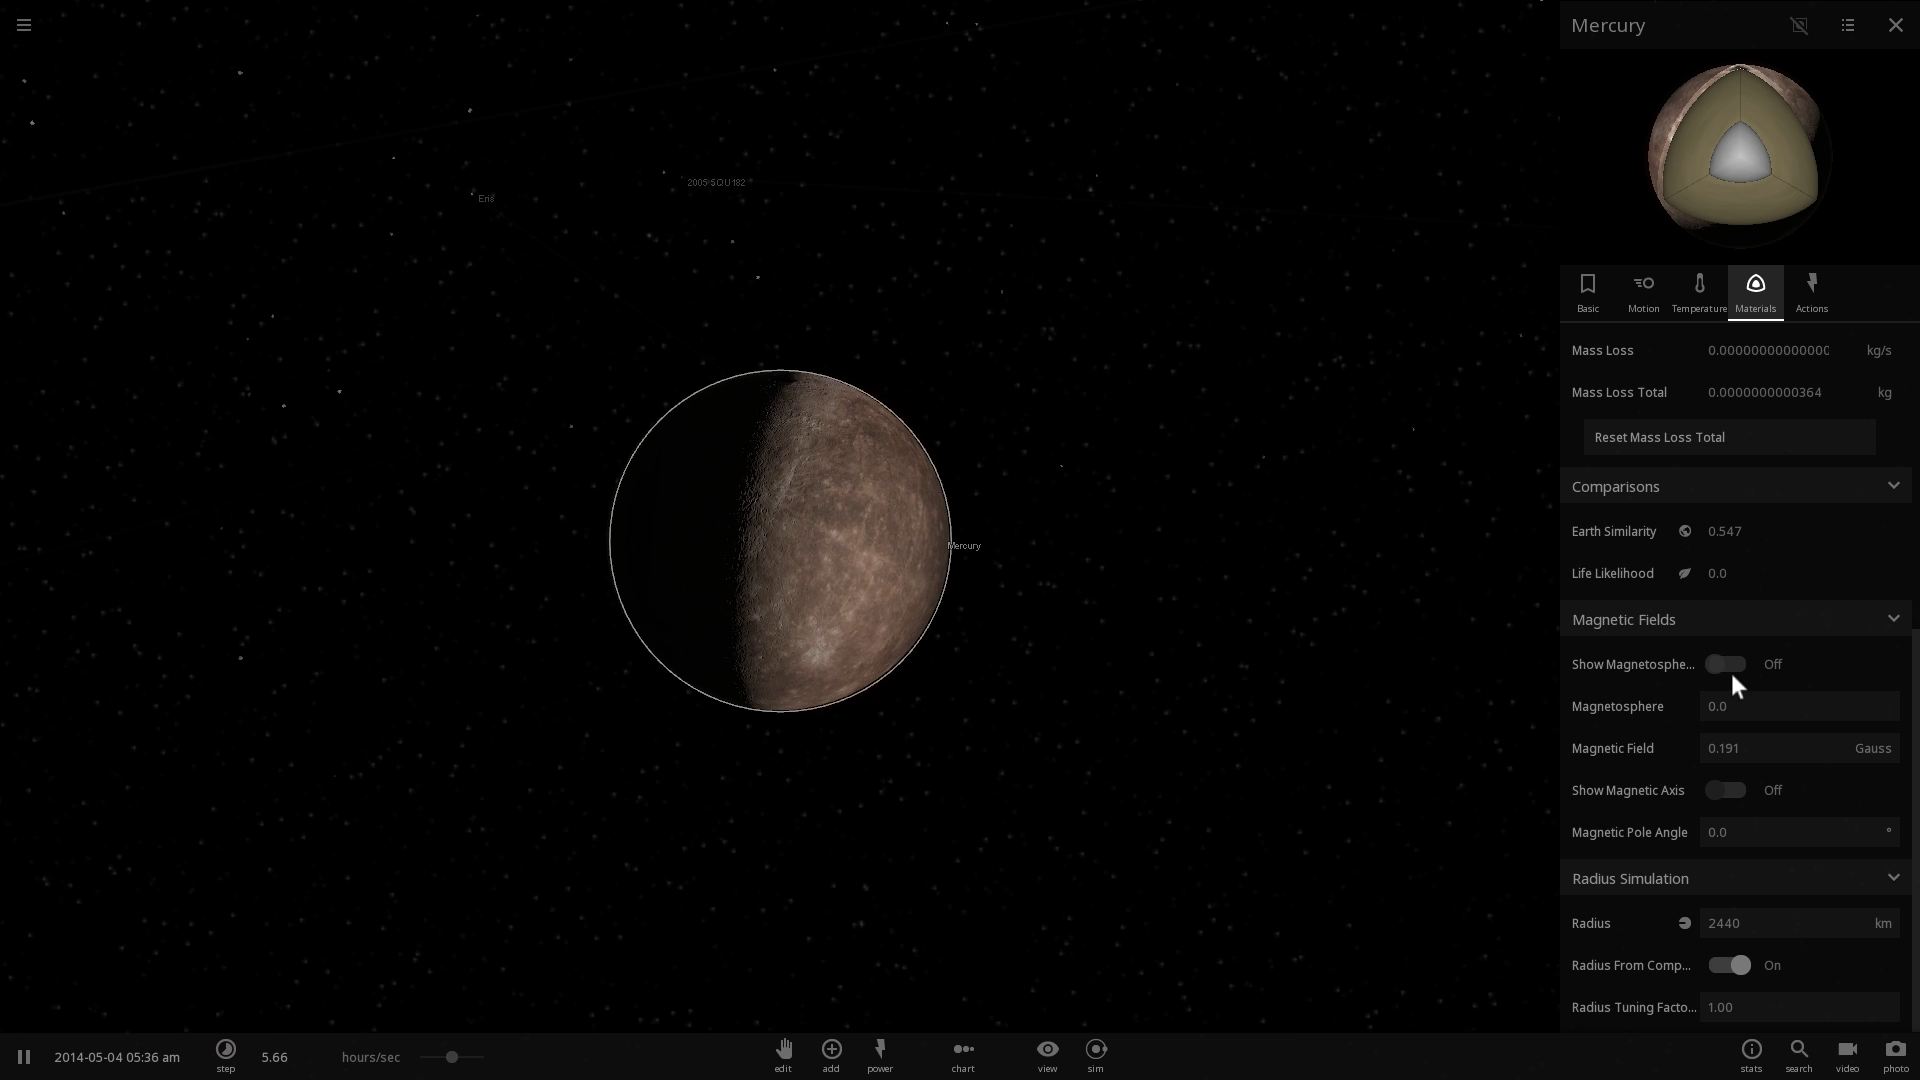 Mercury
Eris
Mercury
Basic
Motion
Temperature
Materials
Actions
Mass Loss 0.00000000000000 kg/s
Mass Loss Total 0.0000000000364 kg
Reset Mass Loss Total
Comparisons
Earth Similarity 0.547
Life Likelihood 0.0
Magnetic Fields
Show Magnetosphe... Off
Magnetosphere 0.0
Magnetic Field 0.191 Gauss
Show Magnetic Axis Off
Magnetic Pole Angle 0.0 °
Radius Simulation
Radius 2440 km
Radius From Comp... On
Radius Tuning Facto... 1.00
2014-05-04 05:36 am
step
5.66 hours/sec
edit
add
power
chart
view
sim
stats
search
video
photo